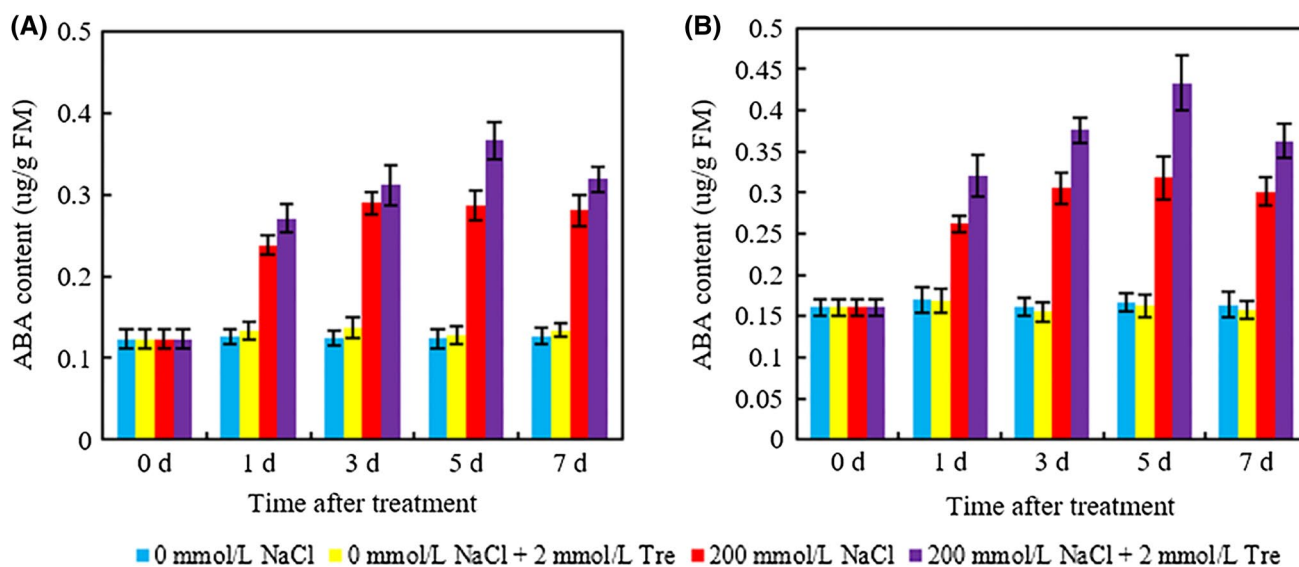 (A)
0.5
0.4
0.3
0.2
0.1
0
ABA content (ug/g FM)
0 d 1 d 3 d 5 d 7 d
Time after treatment
(B)
0.5
0.45
0.4
0.35
0.3
0.25
0.2
0.15
0.1
0.05
0
ABA content (ug/g FM)
0 d 1 d 3 d 5 d 7 d
Time after treatment
0 mmol/L NaCl 0 mmol/L NaCl + 2 mmol/L Tre 200 mmol/L NaCl 200 mmol/L NaCl + 2 mmol/L Tre